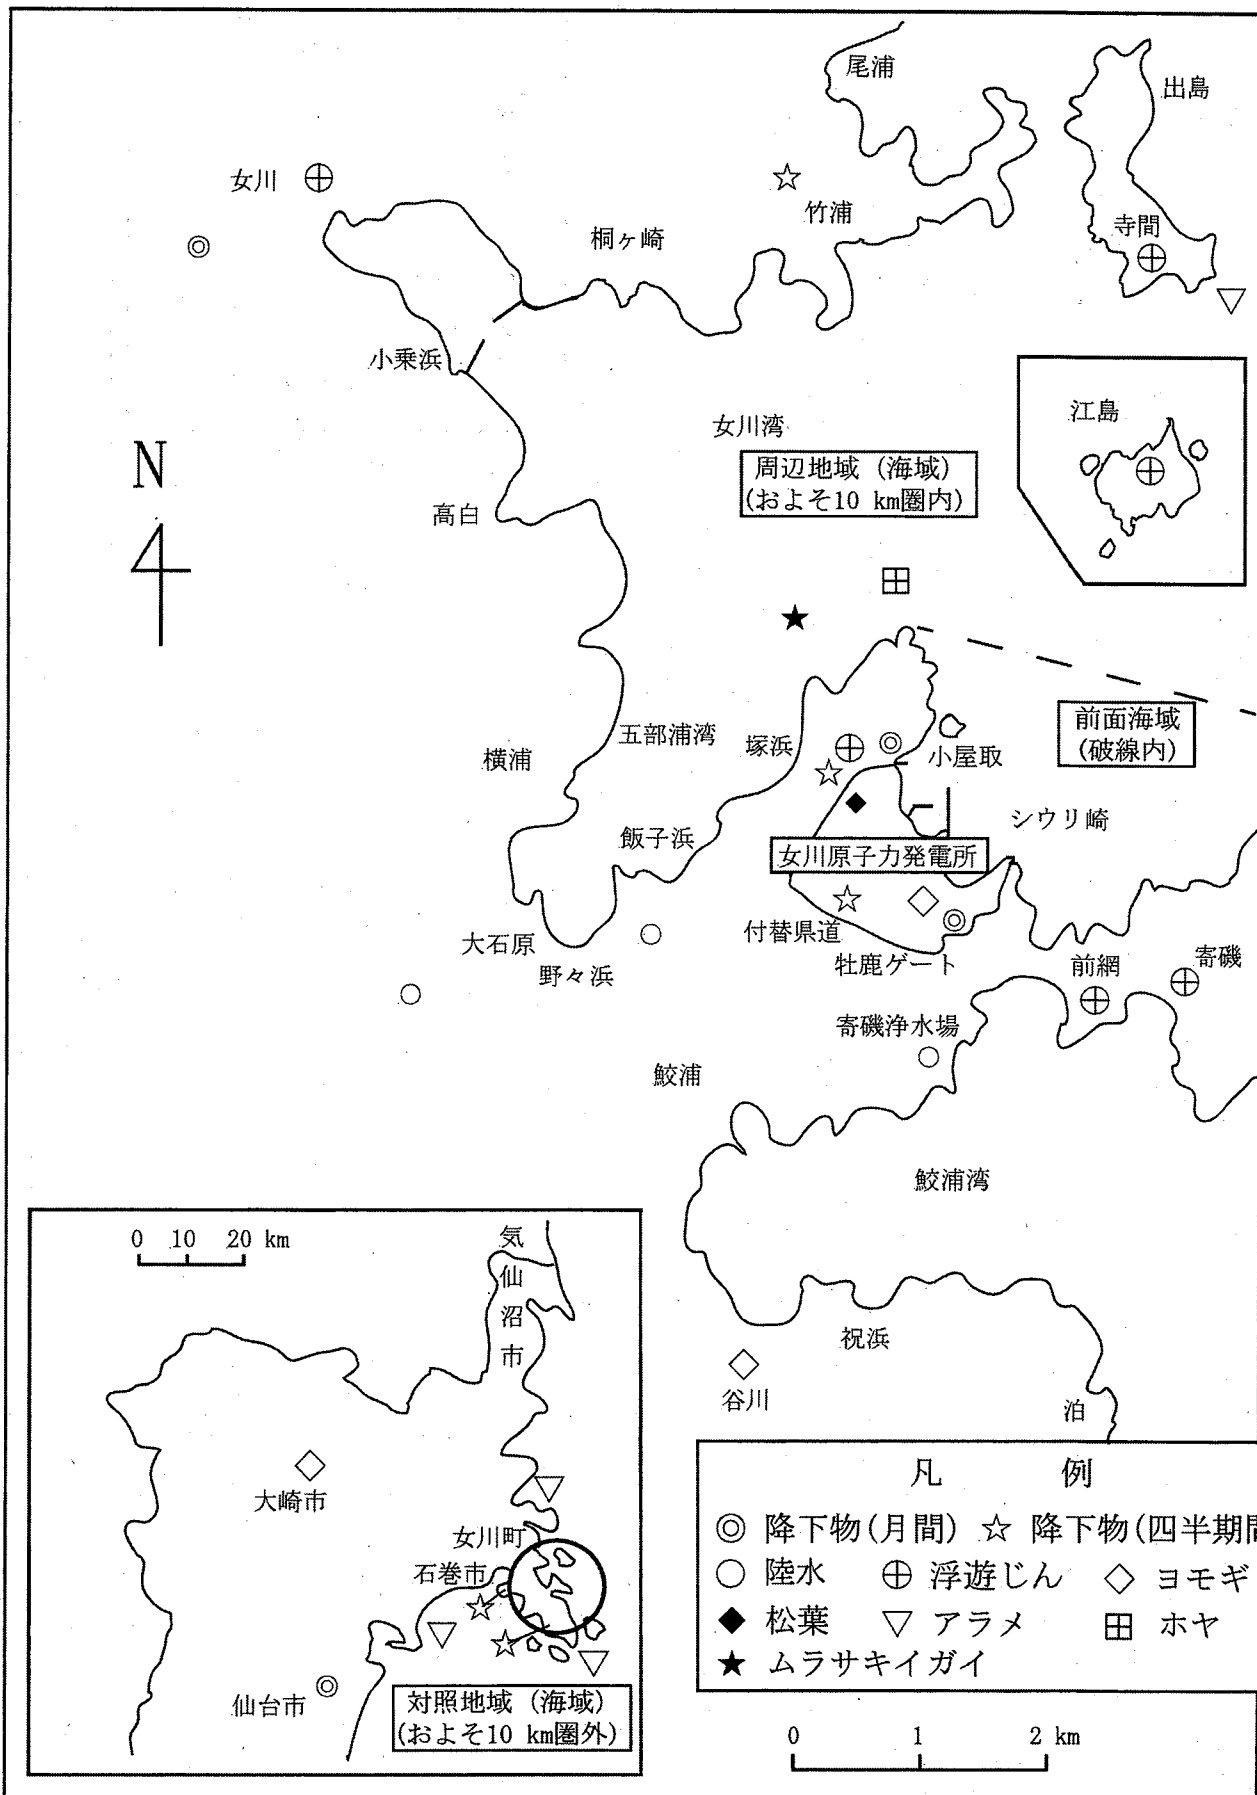 尾浦
出島
女川
竹浦
寺間
桐ヶ崎
小乗浜
江島
女川湾
周辺地域 (海域)
(およそ10 km圏内)
N
高白
五部浦湾
塚浜
小屋取
前面海域
(破線内)
横浦
シウリ崎
飯子浜
女川原子力発電所
大石原
付替県道
野々浜
牡鹿ゲート
前網
寄磯
寄磯浄水場
鮫浦
鮫浦湾
祝浜
谷川
泊
0 10 20 km
気仙沼市
大崎市
女川町
石巻市
仙台市
対照地域 (海域)
(およそ10 km圏外)
凡 例
◎ 降下物(月間) ☆ 降下物(四半期間
○ 陸水 ⊕ 浮遊じん ◇ ヨモギ
◆ 松葉 ▽ アラメ ⊞ ホヤ
★ ムラサキイガイ
0 1 2 km